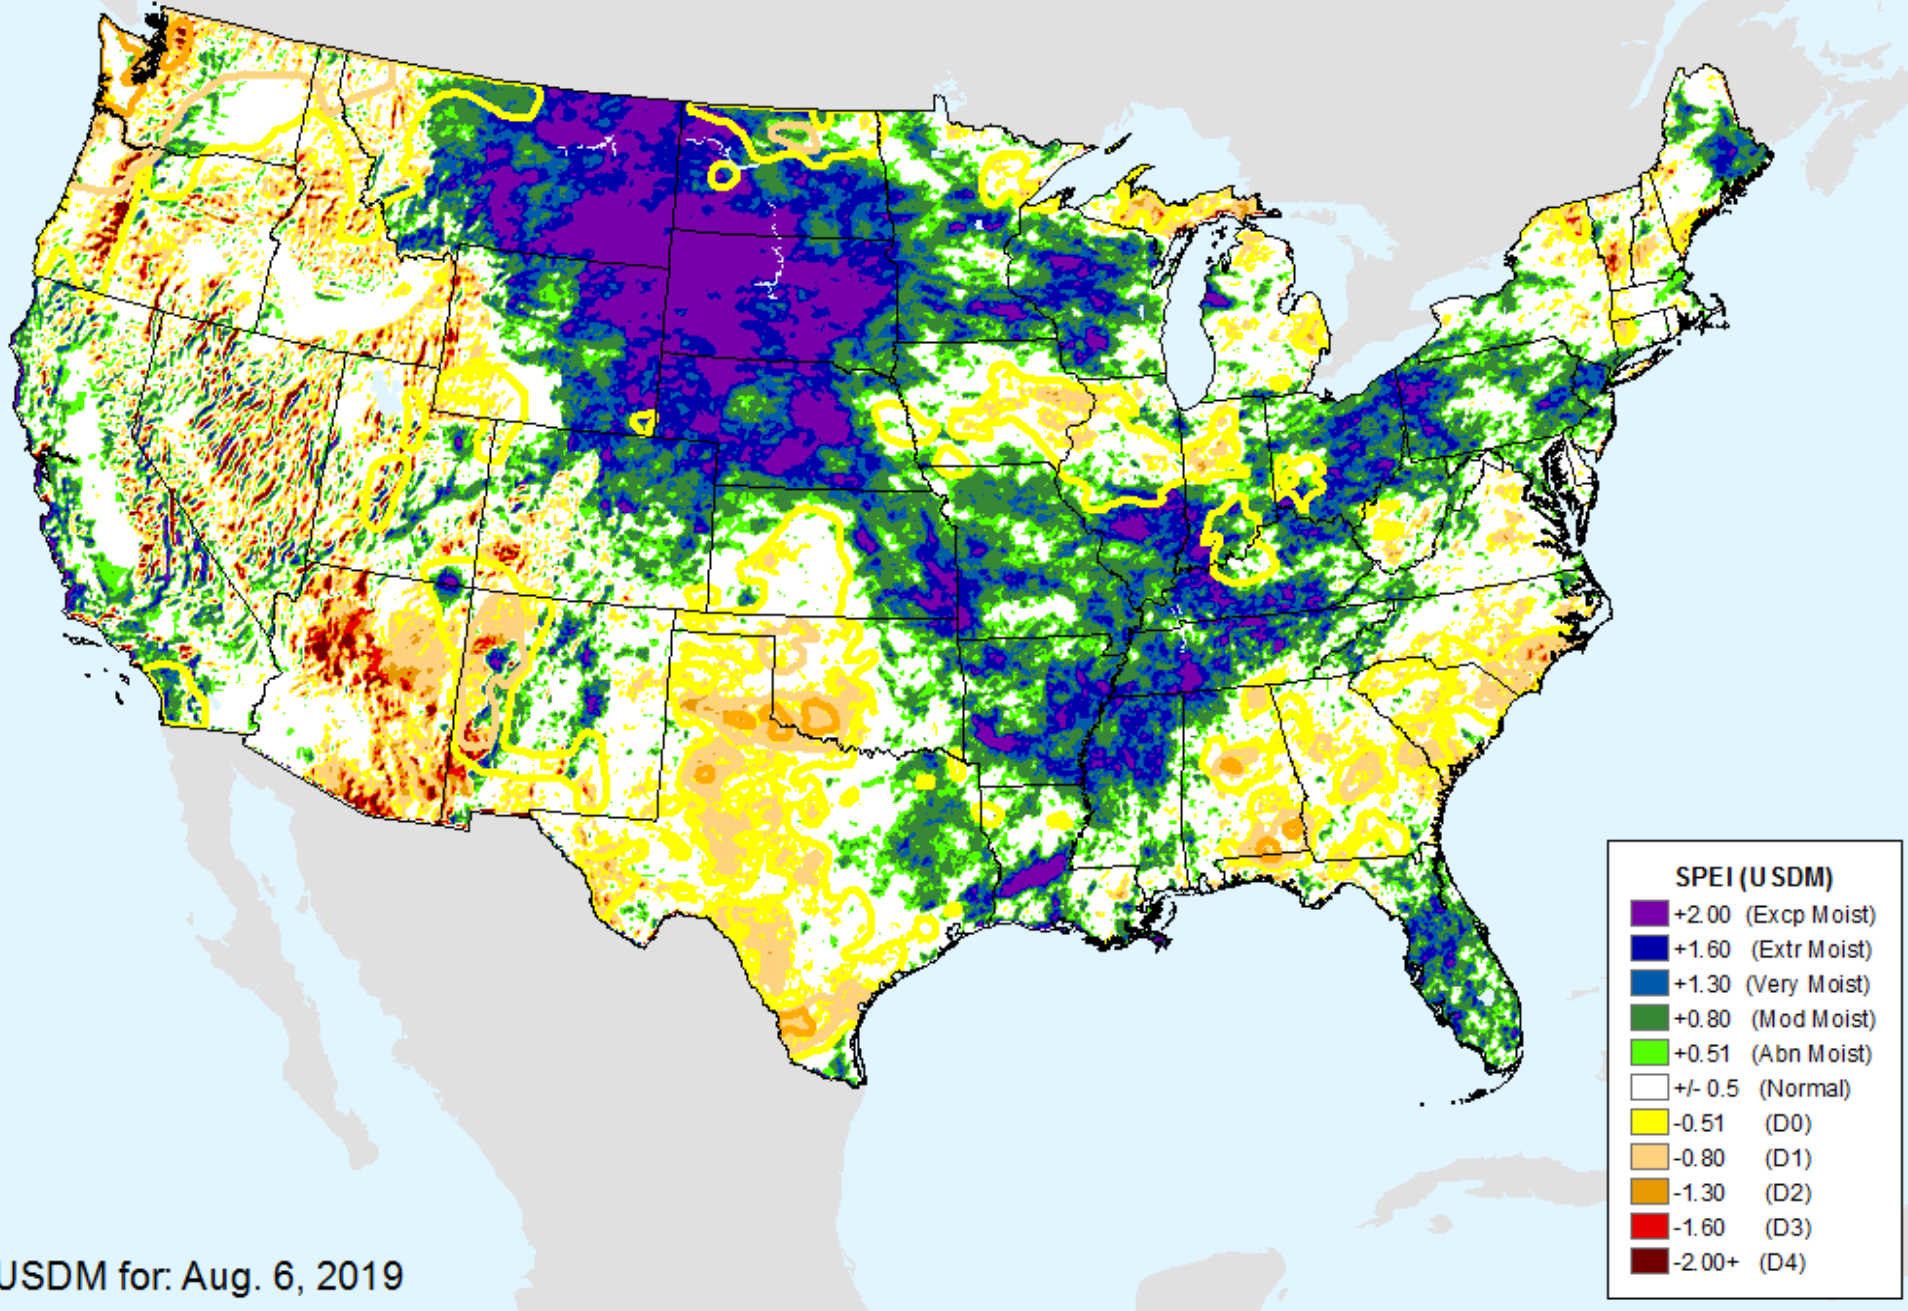 SPEI (USDM)
+2.00 (Excp Moist)
+1.60 (Extr Moist)
+1.30 (Very Moist)
+0.80 (Mod Moist)
+0.51 (Abn Moist)
+/- 0.5 (Normal)
-0.51 (D0)
-0.80 (D1)
-1.30 (D2)
-1.60 (D3)
-2.00+ (D4)
USDM for: Aug. 6, 2019